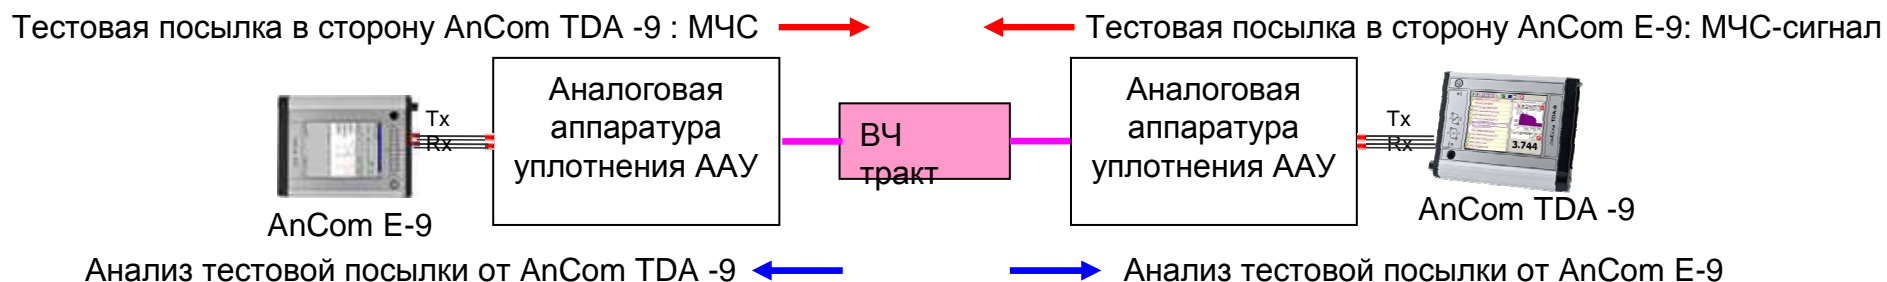 Тестовая посылка в сторону AnCom TDA -9 : МЧС
Тестовая посылка в сторону AnCom E-9: МЧС-сигнал
Аналоговая
аппаратура
уплотнения ААУ
ВЧ
тракт
Аналоговая
аппаратура
уплотнения ААУ
Tx
Rx
Tx
Rx
3.744
AnCom E-9
AnCom TDA -9
Анализ тестовой посылки от AnCom TDA -9
Анализ тестовой посылки от AnCom E-9